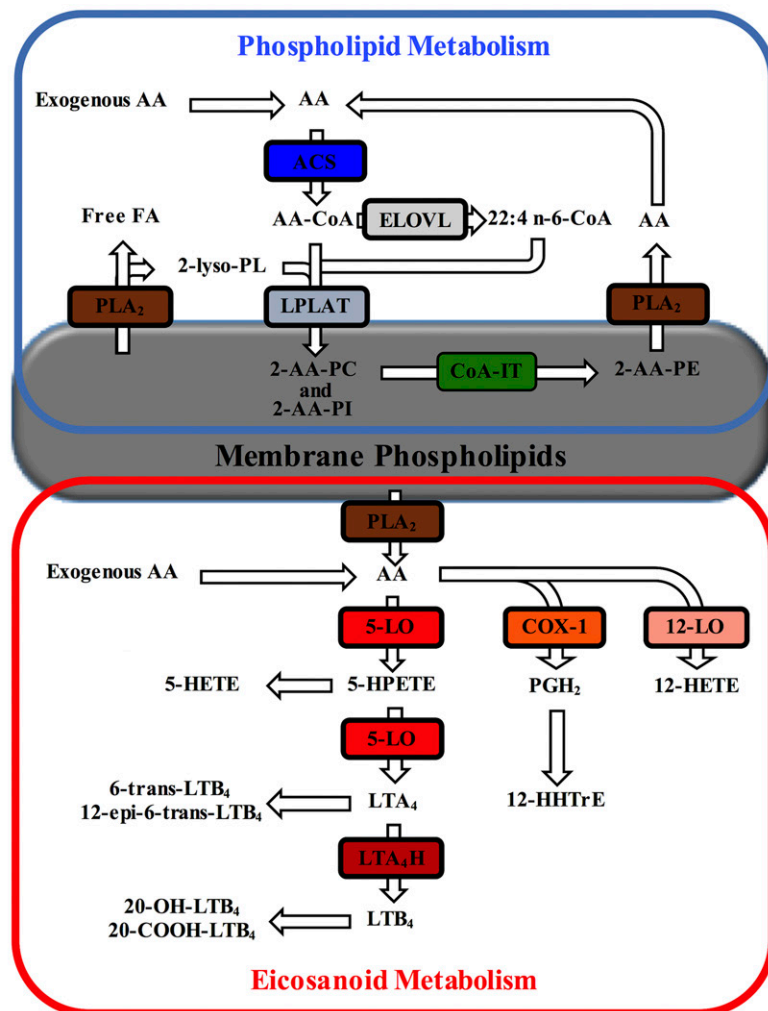 Phospholipid Metabolism
Exogenous AA
AA
ACS
Free FA
AA-CoA
ELOVL
22:4 n-6-CoA
AA
2-lyso-PL
PLA₂
LPLAT
PLA₂
2-AA-PC
and
2-AA-PI
CoA-IT
2-AA-PE
Membrane Phospholipids
PLA₂
Exogenous AA
AA
5-LO
COX-1
12-LO
5-HETE
5-HPETE
PGH₂
12-HETE
5-LO
6-trans-LTB₄
12-epi-6-trans-LTB₄
LTA₄
12-HHTrE
LTA₄H
20-OH-LTB₄
20-COOH-LTB₄
LTB₄
Eicosanoid Metabolism